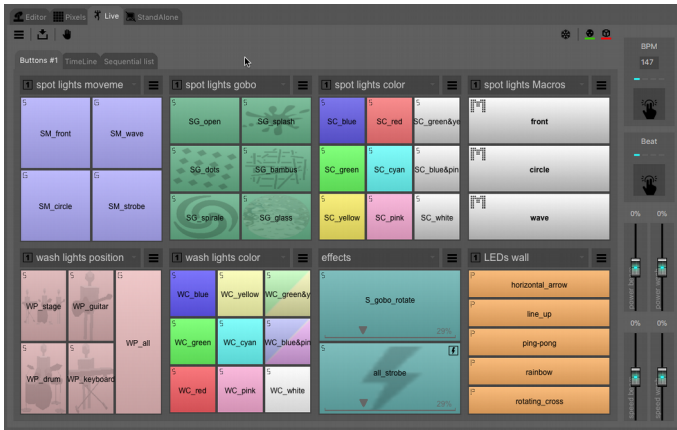 Editor Pixels Live StandAlone
Buttons #1 TimeLine Sequential list
BPM
147
Beat
1 spot lights moveme
S SM_front
G SM_wave
G SM_circle
S SM_strobe
1 spot lights gobo
S SG_open
S SG_splash
S SG_dots
S SG_bambus
S SG_spirale
S SG_glass
1 spot lights color
S SC_blue
S SC_red
S SC_green&ye
S SC_green
S SC_cyan
S SC_blue&pin
S SC_yellow
S SC_pink
S SC_white
1 spot lights Macros
front
circle
wave
1 wash lights position
S WP_stage
S WP_guitar
G WP_all
S WP_drum
S WP_keyboard
1 wash lights color
S WC_blue
S WC_yellow
S WC_green&y
S WC_green
S WC_cyan
S WC_blue&pin
S WC_red
S WC_pink
S WC_white
effects
S S_gobo_rotate
29%
S all_strobe
29%
1 LEDs wall
P horizontal_arrow
P line_up
P ping-pong
P rainbow
P rotating_cross
0% 0%
0% 0%